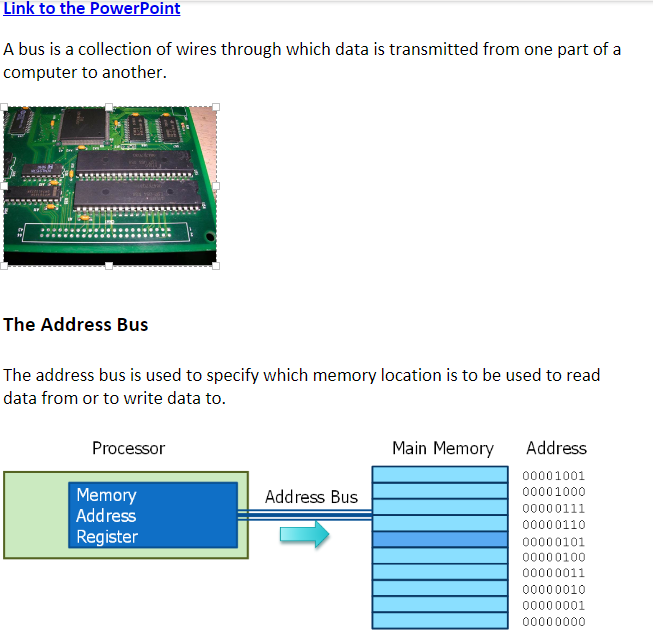 Link to the PowerPoint
A bus is a collection of wires through which data is transmitted from one part of a
computer to another.
The Address Bus
The address bus is used to specify which memory location is to be used to read
data from or to write data to.
Processor
Main Memory
Address
Memory
Address
Register
Address Bus
00001001
00001000
00000111
00000110
00000101
00000100
00000011
00000010
00000001
00000000